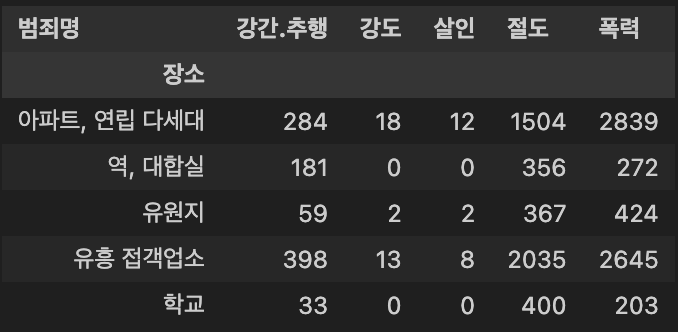 범죄명 강간.추행 강도 살인 절도 폭력
장소
아파트, 연립 다세대 284 18 12 1504 2839
역, 대합실 181 0 0 356 272
유원지 59 2 2 367 424
유흥 접객업소 398 13 8 2035 2645
학교 33 0 0 400 203